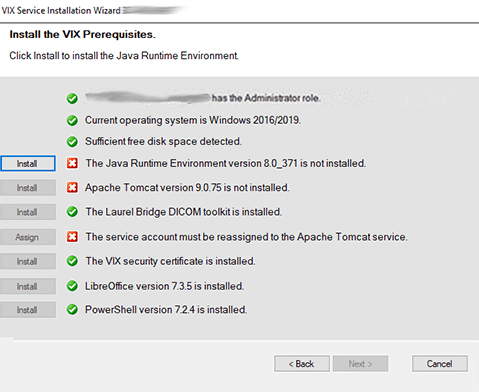 VIX Service Installation Wizard
Install the VIX Prerequisites.
Click Install to install the Java Runtime Environment.
has the Administrator role.
Current operating system is Windows 2016/2019.
Sufficient free disk space detected.
Install The Java Runtime Environment version 8.0_371 is not installed.
Install Apache Tomcat version 9.0.75 is not installed.
Install The Laurel Bridge DICOM toolkit is installed.
Assign The service account must be reassigned to the Apache Tomcat service.
Install The VIX security certificate is installed.
Install LibreOffice version 7.3.5 is installed.
Install PowerShell version 7.2.4 is installed.
< Back Next > Cancel